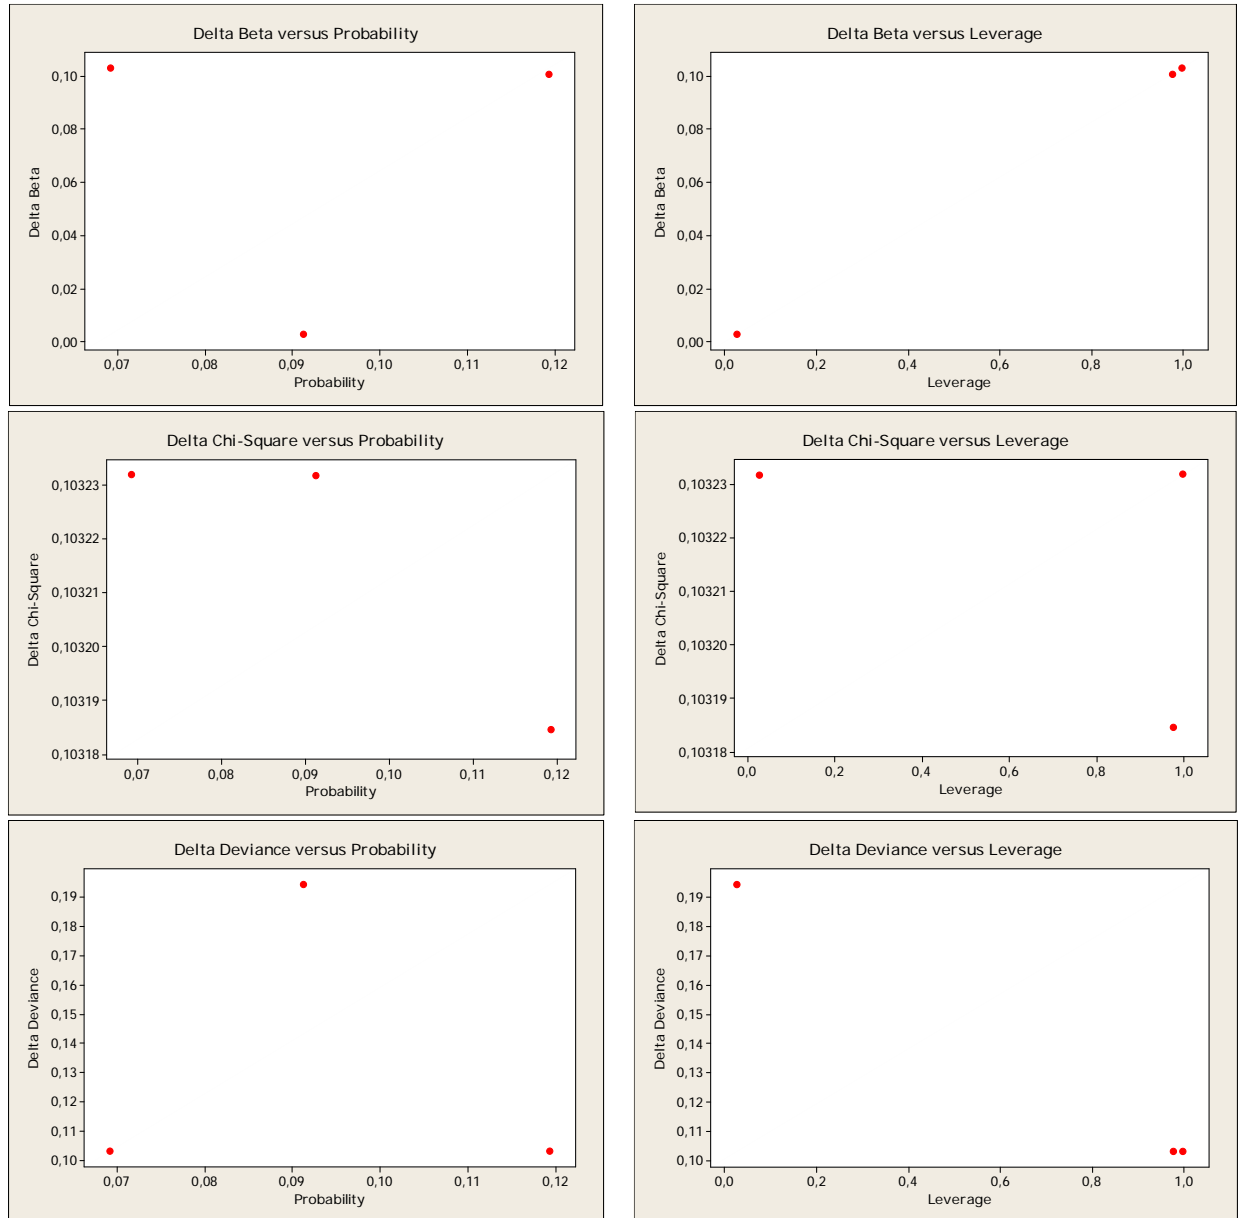 Delta Beta versus Probability
0,10
0,08
0,06
0,04
0,02
0,00
Delta Beta
0,07 0,08 0,09 0,10 0,11 0,12
Probability
Delta Beta versus Leverage
0,10
0,08
0,06
0,04
0,02
0,00
Delta Beta
0,0 0,2 0,4 0,6 0,8 1,0
Leverage
Delta Chi-Square versus Probability
0,10323
0,10322
0,10321
0,10320
0,10319
0,10318
Delta Chi-Square
0,07 0,08 0,09 0,10 0,11 0,12
Probability
Delta Chi-Square versus Leverage
0,10323
0,10322
0,10321
0,10320
0,10319
0,10318
Delta Chi-Square
0,0 0,2 0,4 0,6 0,8 1,0
Leverage
Delta Deviance versus Probability
0,19
0,18
0,17
0,16
0,15
0,14
0,13
0,12
0,11
0,10
Delta Deviance
0,07 0,08 0,09 0,10 0,11 0,12
Probability
Delta Deviance versus Leverage
0,19
0,18
0,17
0,16
0,15
0,14
0,13
0,12
0,11
0,10
Delta Deviance
0,0 0,2 0,4 0,6 0,8 1,0
Leverage